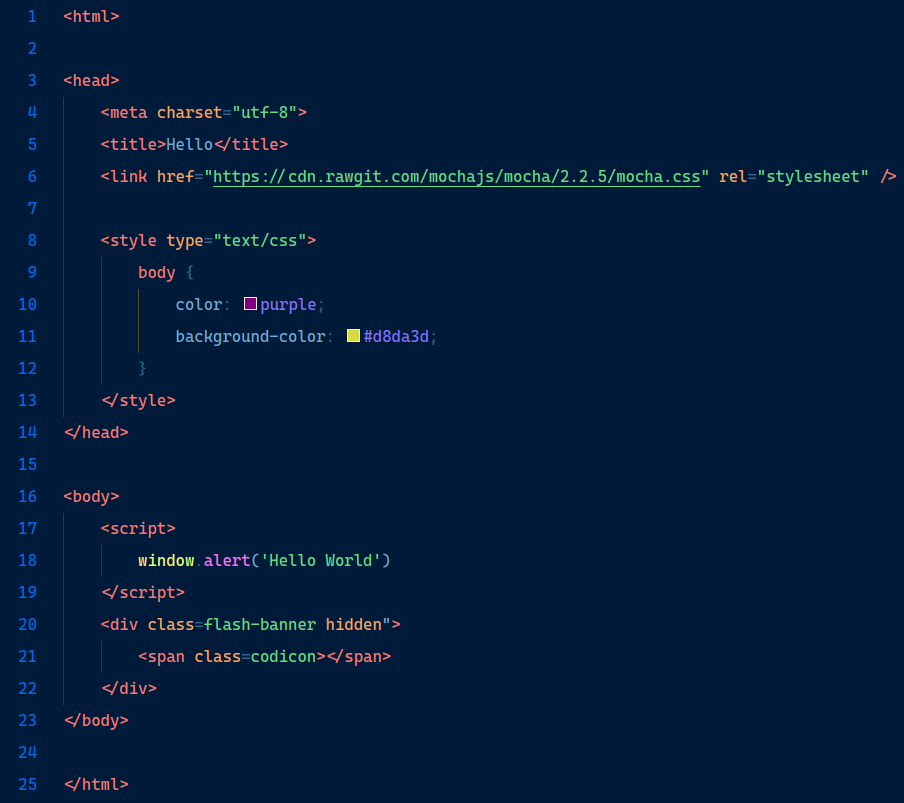 1 <html>
2
3 <head>
4 <meta charset="utf-8">
5 <title>Hello</title>
6 <link href="https://cdn.rawgit.com/mochajs/mocha/2.2.5/mocha.css" rel="stylesheet" />
7
8 <style type="text/css">
9 body {
10 color: purple;
11 background-color: #d8da3d;
12 }
13 </style>
14 </head>
15
16 <body>
17 <script>
18 window.alert('Hello World')
19 </script>
20 <div class=flash-banner hidden">
21 <span class=codicon></span>
22 </div>
23 </body>
24
25 </html>